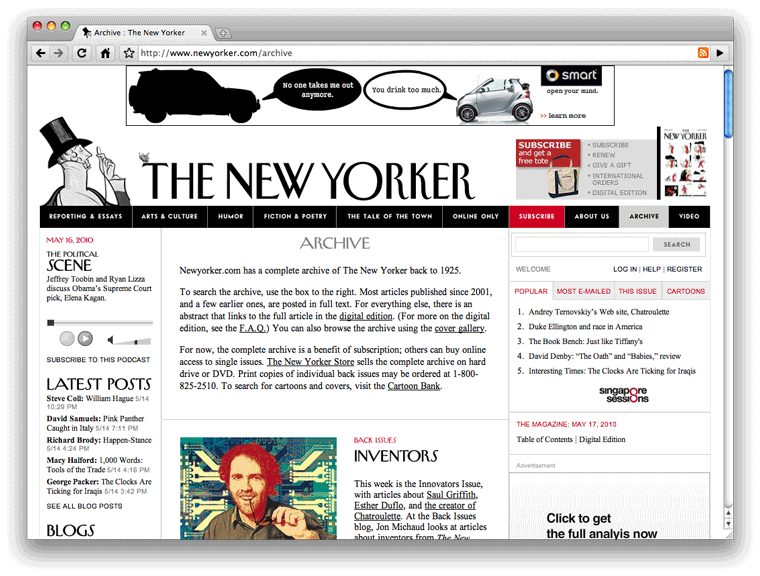 Archive : The New Yorker
http://www.newyorker.com/archive
No one takes me out
anymore.
You drink too much.
smart
open your mind.
>> learn more
THE NEW YORKER
SUBSCRIBE
and get a
free tote
SUBSCRIBE
RENEW
GIVE A GIFT
INTERNATIONAL
ORDERS
DIGITAL EDITION
THE NEW YORKER
REPORTING & ESSAYS
ARTS & CULTURE
HUMOR
FICTION & POETRY
THE TALK OF THE TOWN
ONLINE ONLY
SUBSCRIBE
ABOUT US
ARCHIVE
VIDEO
MAY 16, 2010
THE POLITICAL
SCENE
Jeffrey Toobin and Ryan Lizza
discuss Obama's Supreme Court
pick, Elena Kagan.
SUBSCRIBE TO THIS PODCAST
LATEST POSTS
Steve Coll: William Hague 5/14
10:29 PM
David Samuels: Pink Panther
Caught in Italy 5/14 7:11 PM
Richard Brody: Happen-Stance
5/14 4:24 PM
Macy Halford: 1,000 Words:
Tools of the Trade 5/14 4:16 PM
George Packer: The Clocks Are
Ticking for Iraqis 5/14 3:42 PM
SEE ALL BLOG POSTS
BLOGS
ARCHIVE
Newyorker.com has a complete archive of The New Yorker back to 1925.
To search the archive, use the box to the right. Most articles published since 2001,
and a few earlier ones, are posted in full text. For everything else, there is an
abstract that links to the full article in the digital edition. (For more on the digital
edition, see the F.A.Q.) You can also browse the archive using the cover gallery.
For now, the complete archive is a benefit of subscription; others can buy online
access to single issues. The New Yorker Store sells the complete archive on hard
drive or DVD. Print copies of individual back issues may be ordered at 1-800-
825-2510. To search for cartoons and covers, visit the Cartoon Bank.
BACK ISSUES
INVENTORS
This week is the Innovators Issue,
with articles about Saul Griffith,
Esther Duflo, and the creator of
Chatroulette. At the Back Issues
blog, Jon Michaud looks at articles
about inventors from The New
SEARCH
WELCOME
LOG IN | HELP | REGISTER
POPULAR
MOST E-MAILED
THIS ISSUE
CARTOONS
1. Andrey Ternovskiy's Web site, Chatroulette
2. Duke Ellington and race in America
3. The Book Bench: Just like Tiffany's
4. David Denby: "The Oath" and "Babies," review
5. Interesting Times: The Clocks Are Ticking for Iraqis
singapore
sessions
THE MAGAZINE: MAY 17, 2010
Table of Contents | Digital Edition
Advertisement
Click to get
the full analyis now